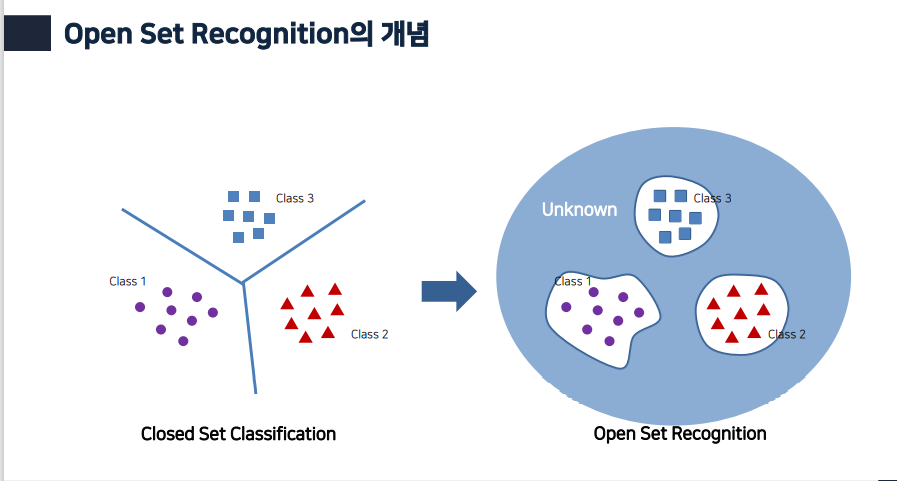 Open Set Recognition의 개념
Class 3
Class 1
Class 2
Closed Set Classification
Unknown
Class 3
Class 1
Class 2
Open Set Recognition